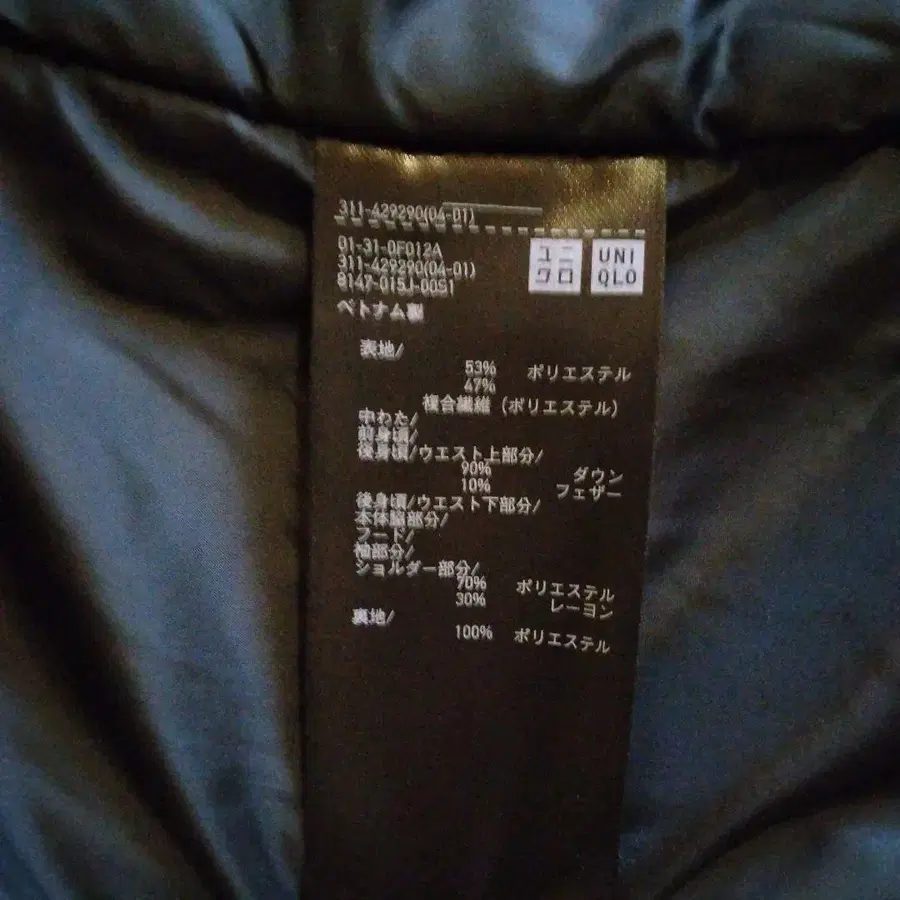 311-429290(04-01)
01-31-0F012A
311-429290(04-01)
8147-015J-00S1
ベトナム製
ユニ
クロ
UNI
QLO
表地/
53% ポリエステル
47%
複合繊維 (ポリエステル)
中わた/
前身頃/
後身頃/ウエスト上部分/
90% ダウン
10% フェザー
後身頃/ウエスト下部分/
本体脇部分/
フード/
袖部分/
ショルダー部分/
70% ポリエステル
30% レーヨン
裏地/
100% ポリエステル